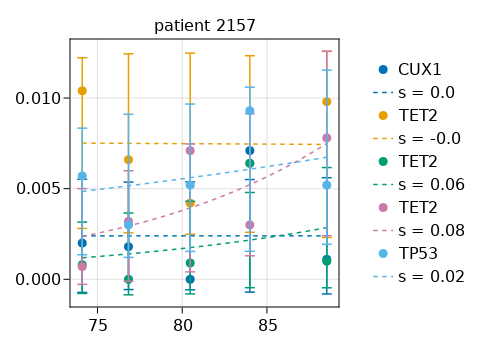 patient 2157
0.010
0.005
0.000
75
80
85
CUX1
s = 0.0
TET2
s = -0.0
TET2
s = 0.06
TET2
s = 0.08
TP53
s = 0.02